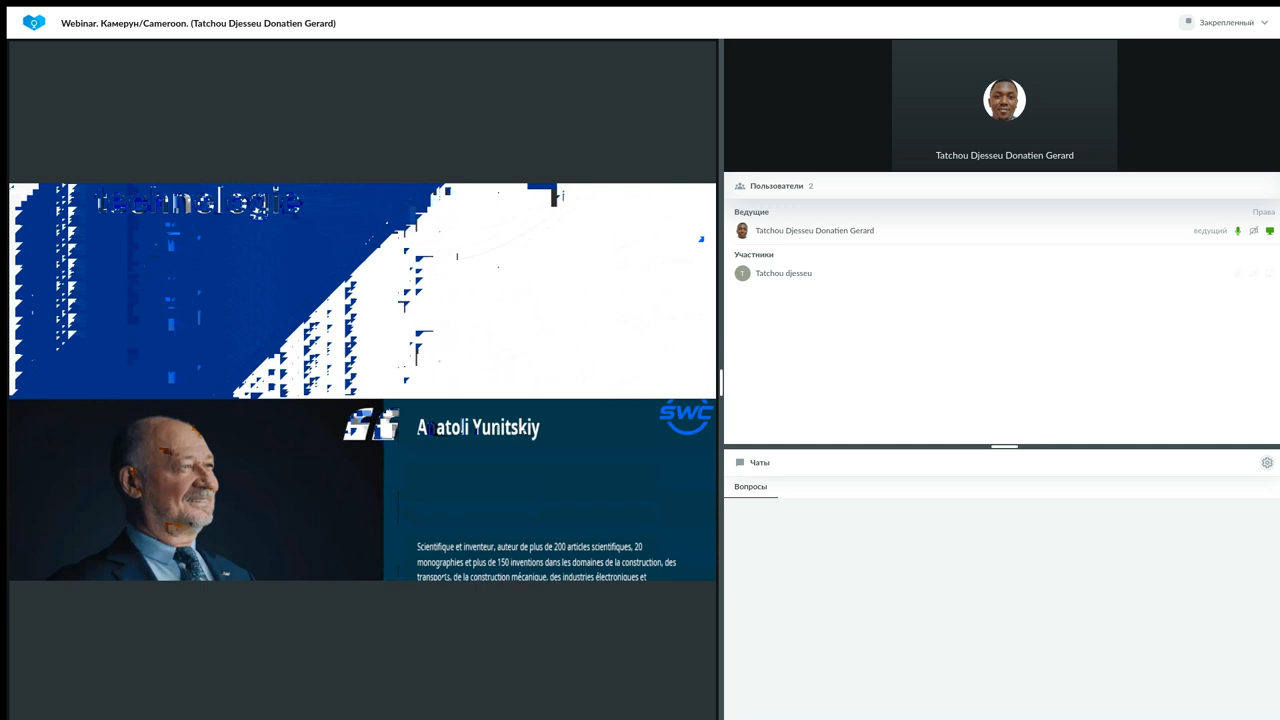 Webinar. Камерун/Cameroon. (Tatchou Djesseu Donatien Gerard)
Закрепленный
Tatchou Djesseu Donatien Gerard
Пользователи 2
Ведущие Права
Tatchou Djesseu Donatien Gerard ведущий
Участники
T Tatchou djesseu
Чаты
Вопросы
technologie
Anatoli Yunitskiy
SWC
Scientifique et inventeur, auteur de plus de 200 articles scientifiques, 20
monographies et plus de 150 inventions dans les domaines de la construction, des
transports, de la construction mécanique, des industries électroniques et